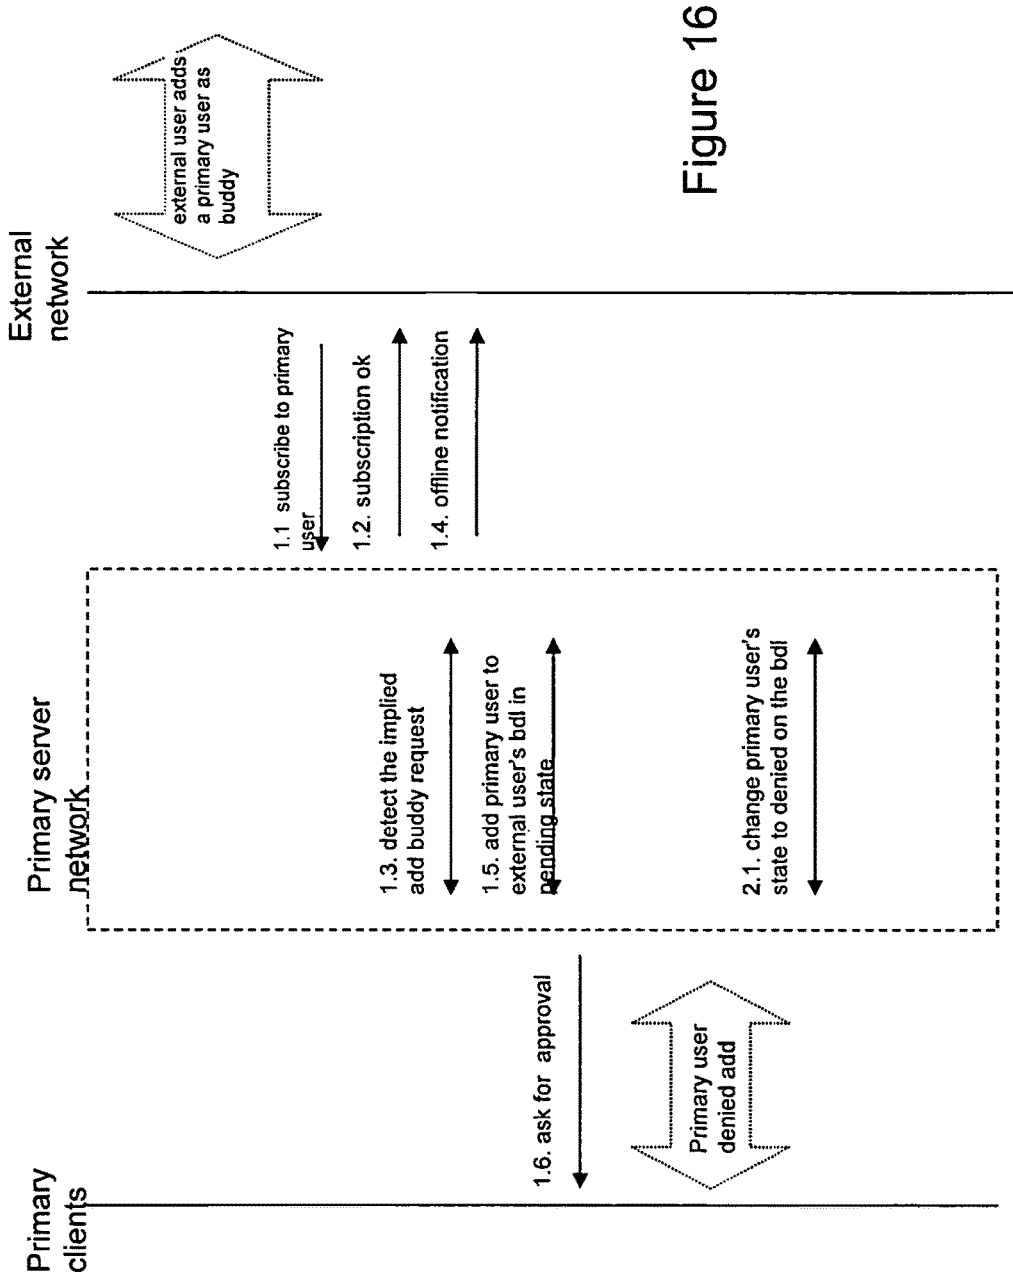 Primary
clients
Primary server
network
External
network
external user adds
a primary user as
buddy
1.1 subscribe to primary
user
1.2. subscription ok
1.3. detect the implied
add buddy request
1.4. offline notification
1.5. add primary user to
external user's bdl in
pending state
1.6. ask for approval
Primary user
denied add
2.1. change primary user's
state to denied on the bdl
Figure 16